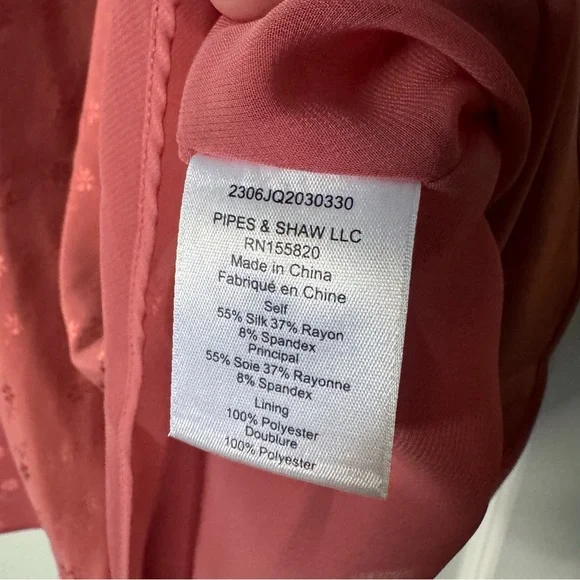 2306JQ2030330
PIPES & SHAW LLC
RN155820
Made in China
Fabriqué en Chine
Self
55% Silk 37% Rayon
8% Spandex
Principal
55% Soie 37% Rayonne
8% Spandex
Lining
100% Polyester
Doublure
100% Polyester